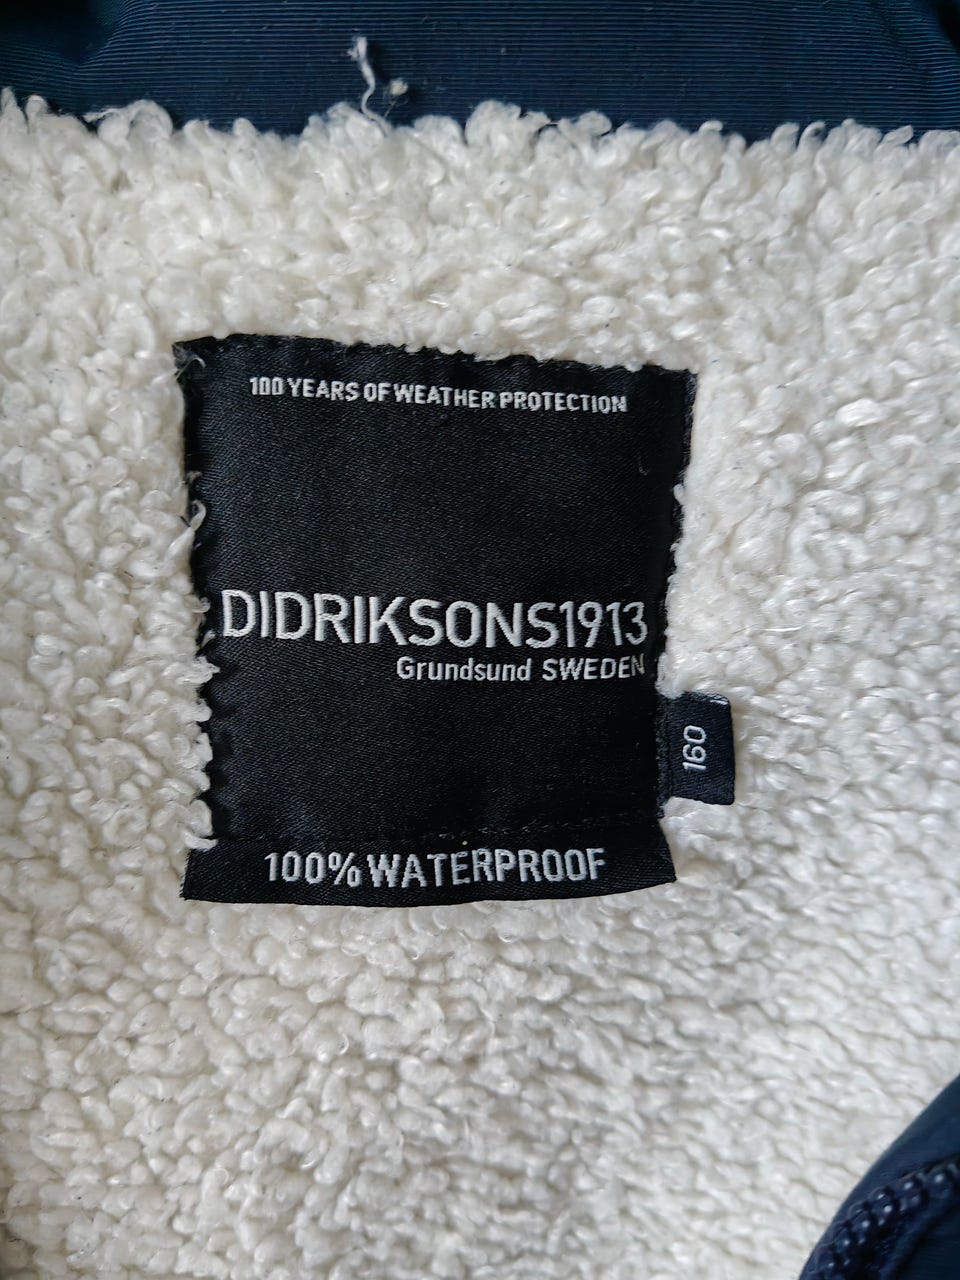 100 YEARS OF WEATHER PROTECTION
DIDRIKSONS1913
Grundsund SWEDEN
160
100% WATERPROOF